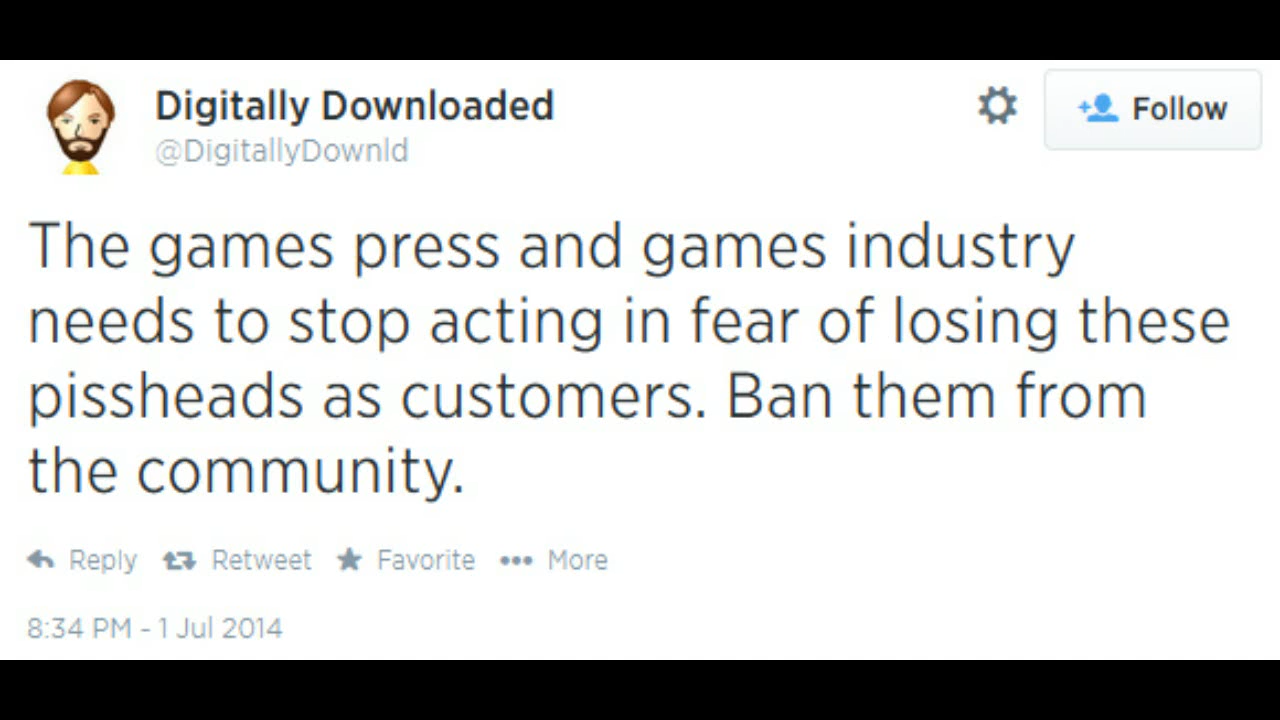 Digitally Downloaded
@DigitallyDownld
Follow
The games press and games industry
needs to stop acting in fear of losing these
pissheads as customers. Ban them from
the community.
Reply Retweet Favorite More
8:34 PM - 1 Jul 2014